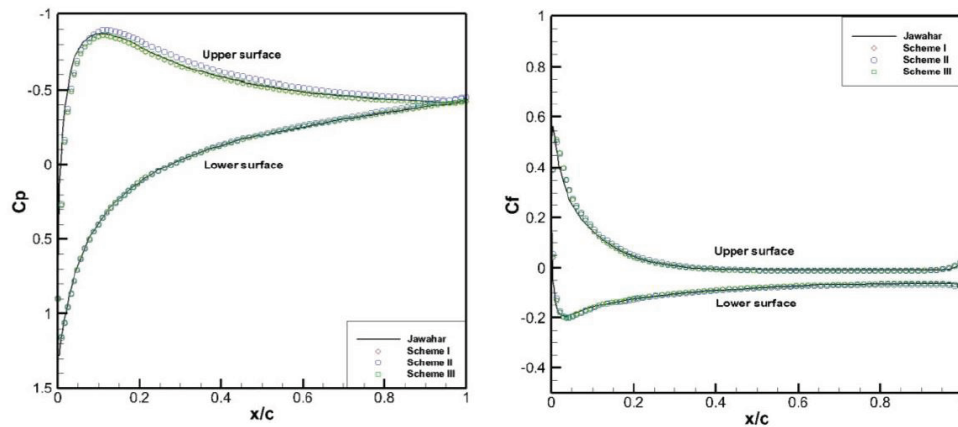 -1
-0.5
0
0.5
1
1.5
Cp
Upper surface
Lower surface
Jawahar
Scheme I
Scheme II
Scheme III
0
0.2
0.4
0.6
0.8
1
x/c
1
0.8
0.6
0.4
0.2
0
-0.2
-0.4
Cf
Jawahar
Scheme I
Scheme II
Scheme III
Upper surface
Lower surface
0
0.2
0.4
0.6
0.8
x/c